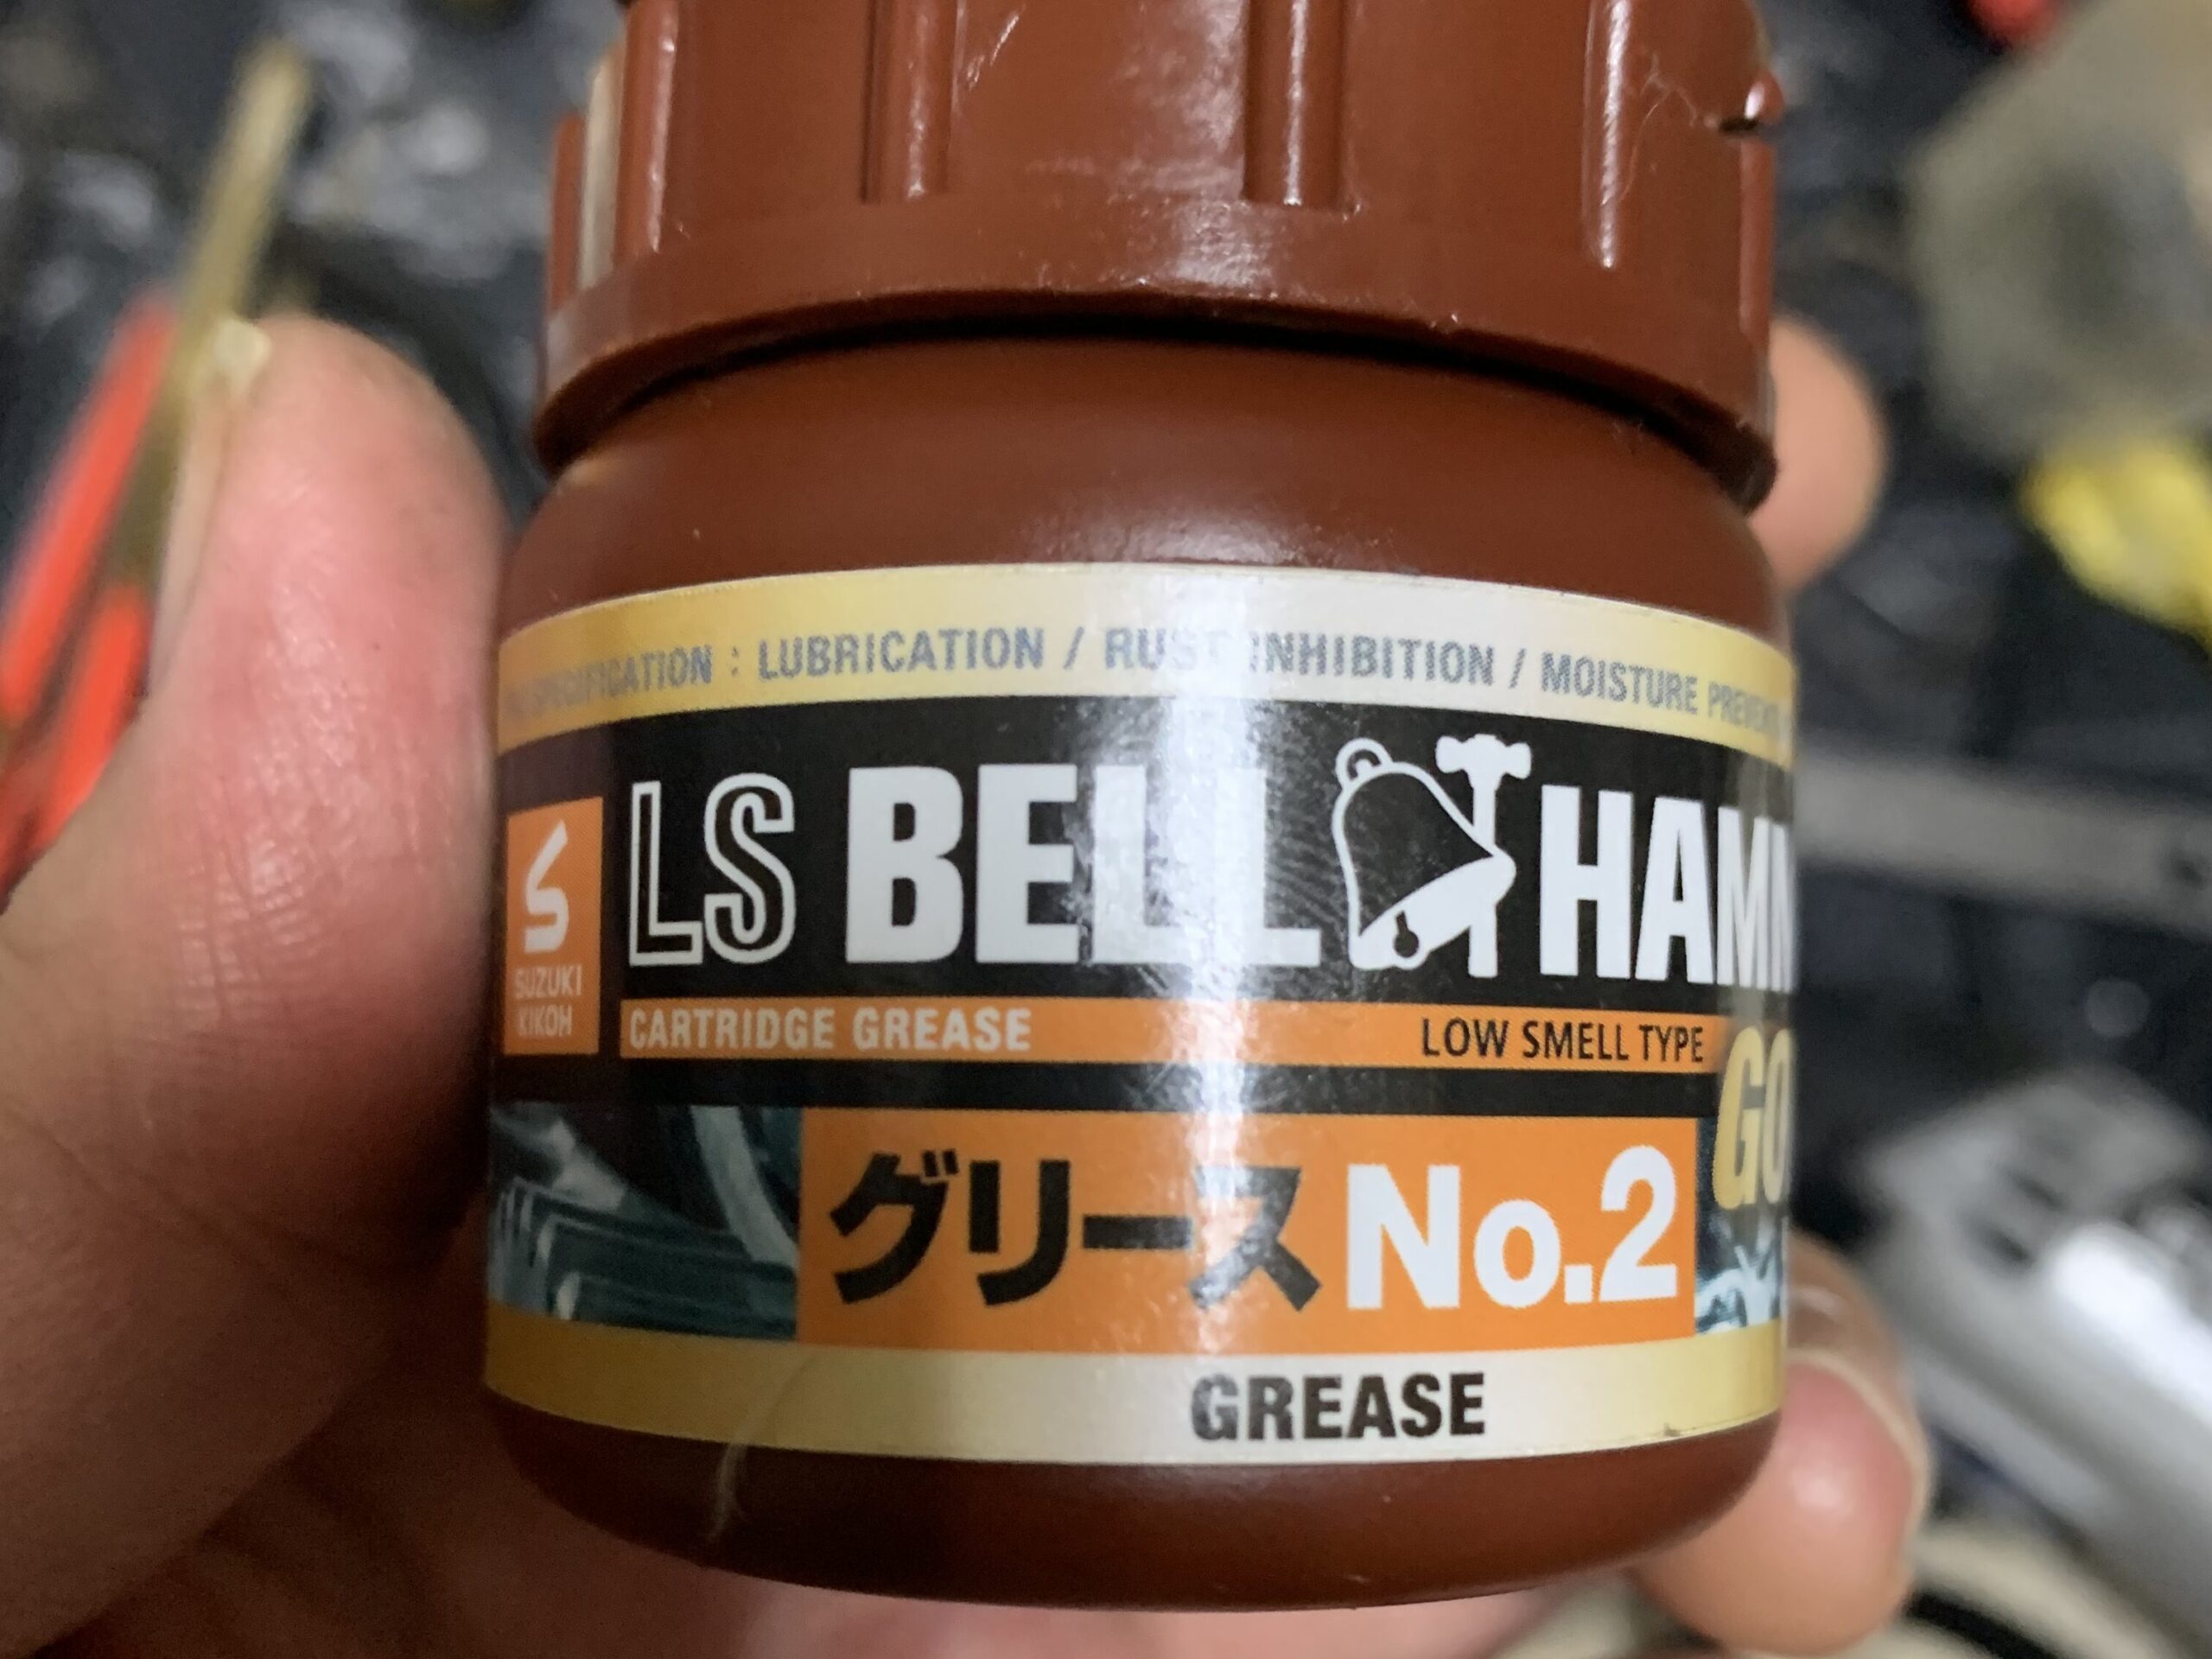 SPECIFICATION : LUBRICATION / RUST INHIBITION / MOISTURE
LS BELL
SUZUKI
KIKOH
CARTRIDGE GREASE LOW SMELL TYPE
グリース No.2
GREASE